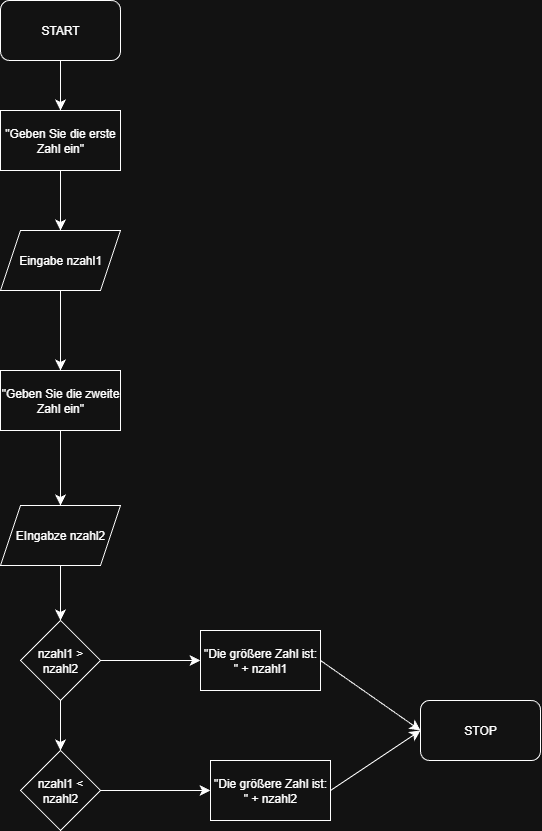 START
"Geben Sie die erste
Zahl ein"
Eingabe nzahl1
"Geben Sie die zweite
Zahl ein"
EIngabze nzahl2
nzahl1 >
nzahl2
"Die größere Zahl ist:
" + nzahl1
STOP
nzahl1 <
nzahl2
"Die größere Zahl ist:
" + nzahl2